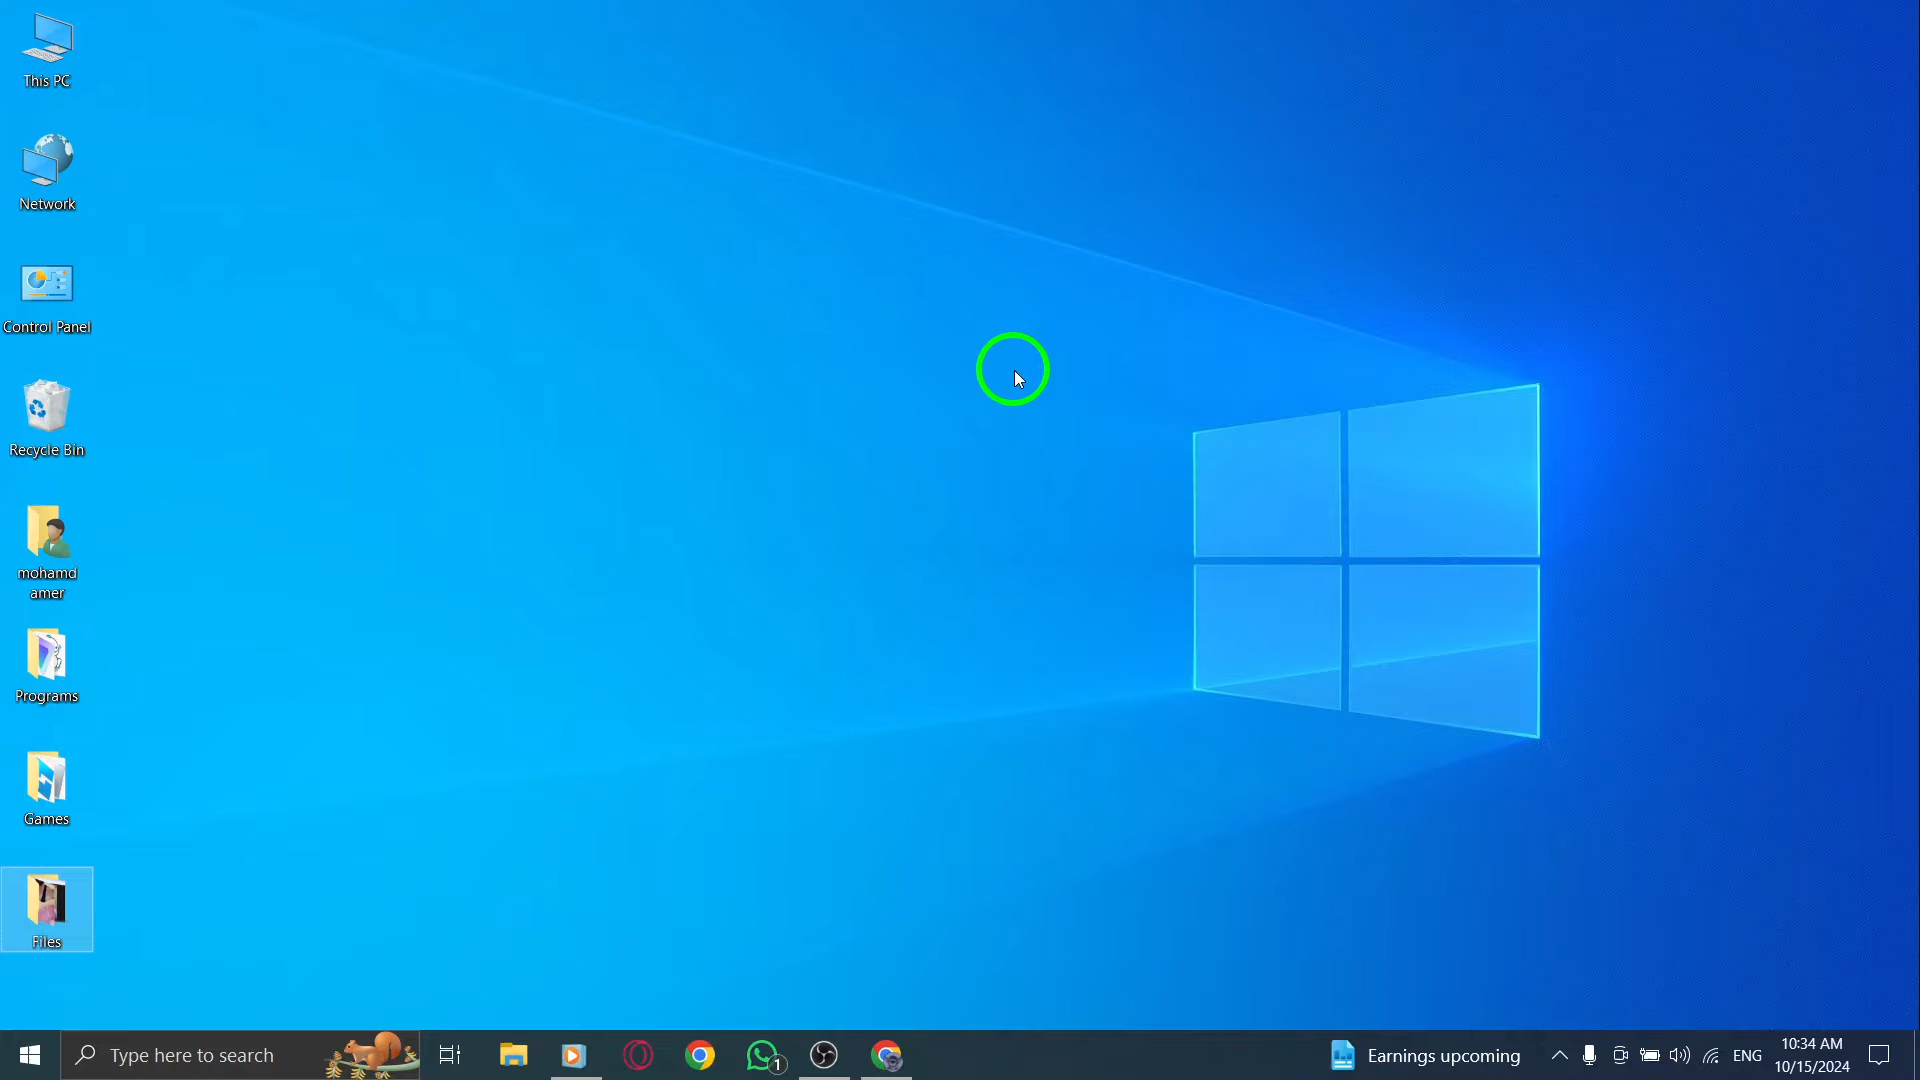 This PC
Network
Control Panel
Recycle Bin
mohamd
amer
Programs
Games
Files
Type here to search
1
Earnings upcoming
ENG
10:34 AM
10/15/2024